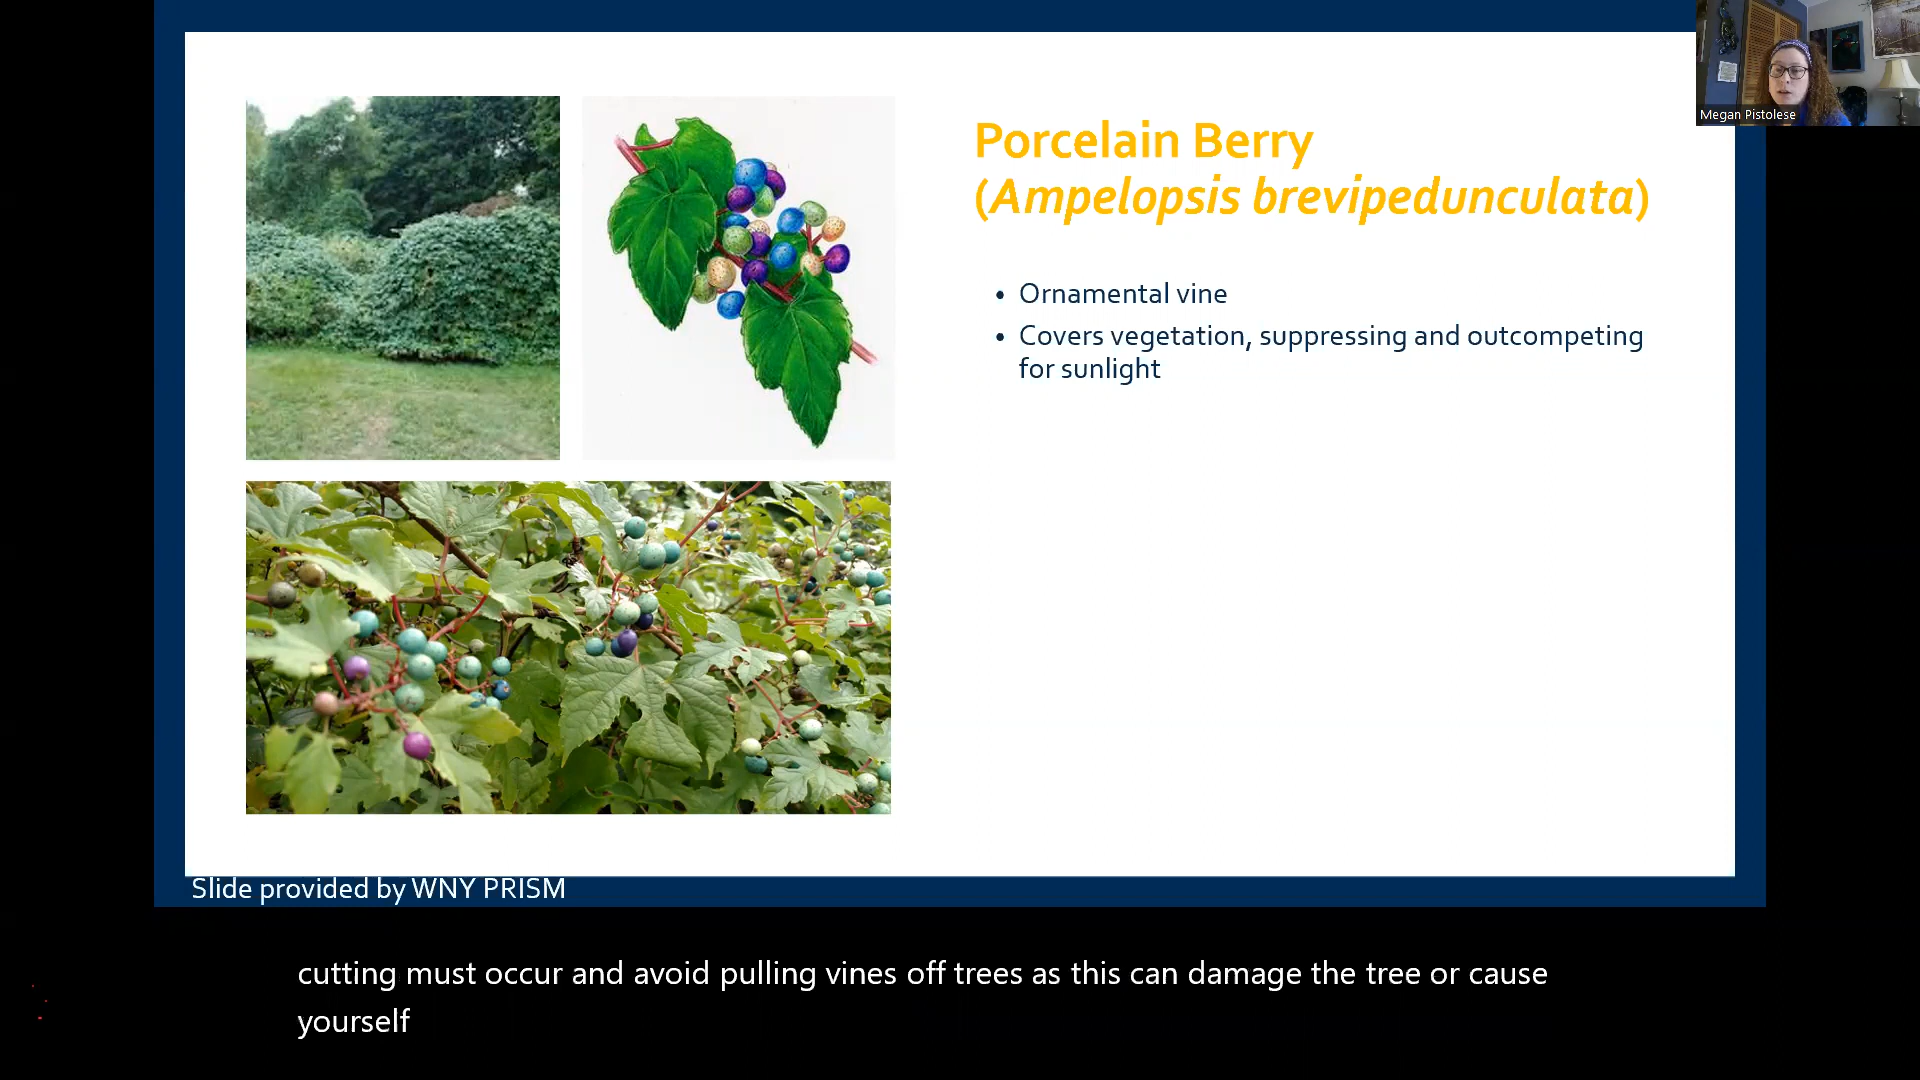 Megan Pistolese
Porcelain Berry
(Ampelopsis brevipedunculata)
• Ornamental vine
• Covers vegetation, suppressing and outcompeting
for sunlight
Slide provided by WNY PRISM
cutting must occur and avoid pulling vines off trees as this can damage the tree or cause
yourself